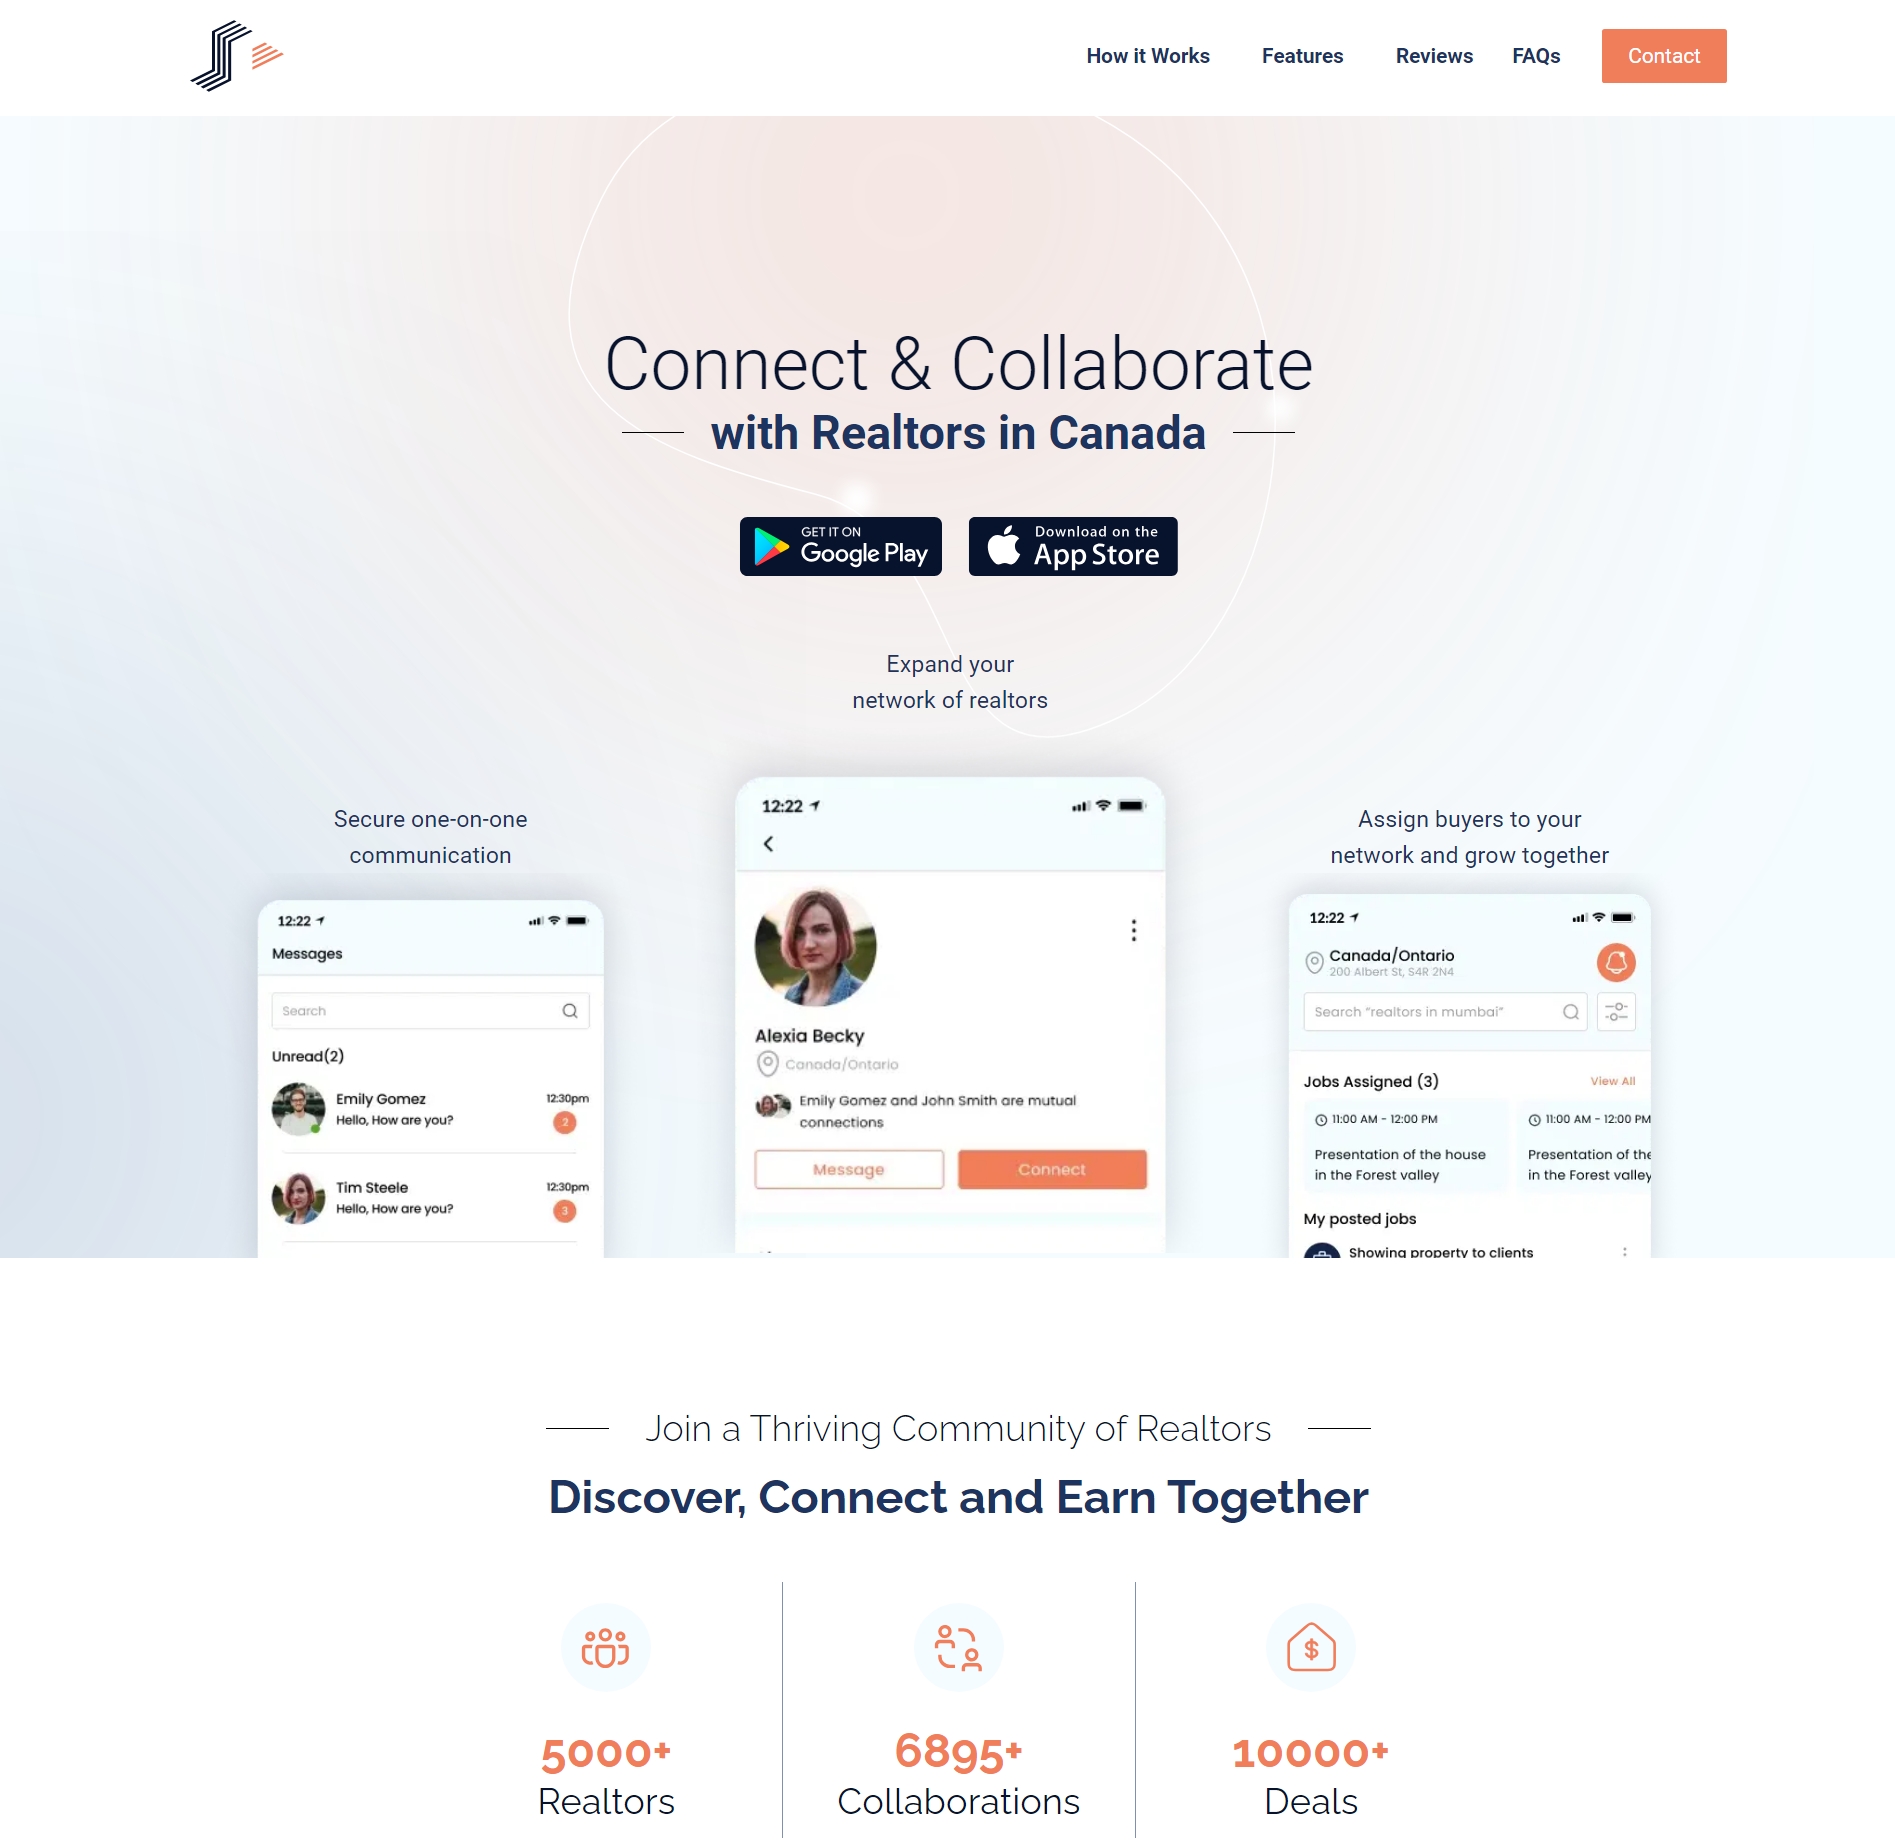 How it Works
Features
Reviews
FAQs
Contact
Connect & Collaborate
with Realtors in Canada
GET IT ON
Google Play
Download on the
App Store
Expand your
network of realtors
Secure one-on-one
communication
Assign buyers to your
network and grow together
12:22
Messages
Search
Unread(2)
Emily Gomez
12:30pm
Hello, How are you?
2
Tim Steele
12:30pm
Hello, How are you?
3
12:22
Alexia Becky
Canada/Ontario
Emily Gomez and John Smith are mutual
connections
Message
Connect
12:22
Canada/Ontario
200 Albert St, S4R 2N4
Search “realtors in mumbai”
Jobs Assigned (3)
View All
11:00 AM - 12:00 PM
Presentation of the house
in the Forest valley
11:00 AM - 12:00 PM
Presentation of the
in the Forest valley
My posted jobs
Showing property to clients
Join a Thriving Community of Realtors
Discover, Connect and Earn Together
5000+
Realtors
6895+
Collaborations
10000+
Deals